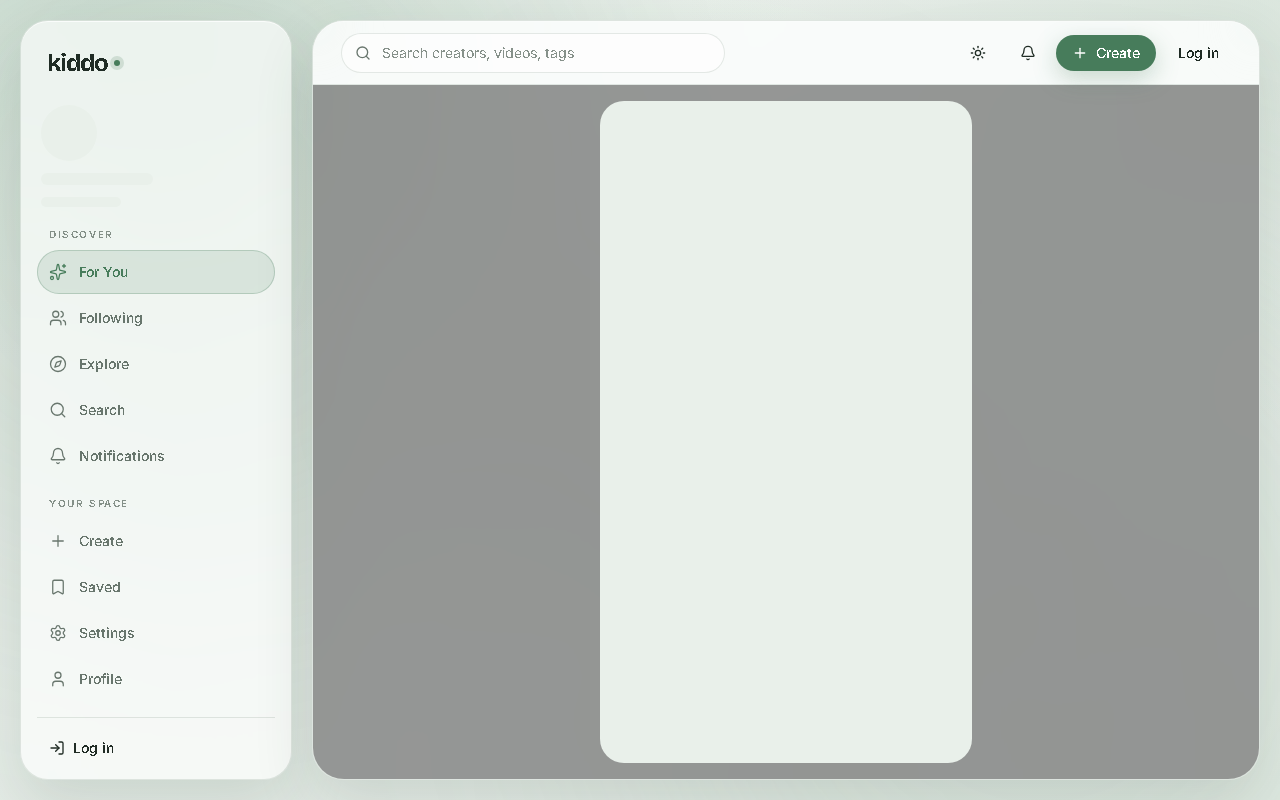 kiddo
DISCOVER
For You
Following
Explore
Search
Notifications
YOUR SPACE
Create
Saved
Settings
Profile
Log in
Search creators, videos, tags
Create
Log in